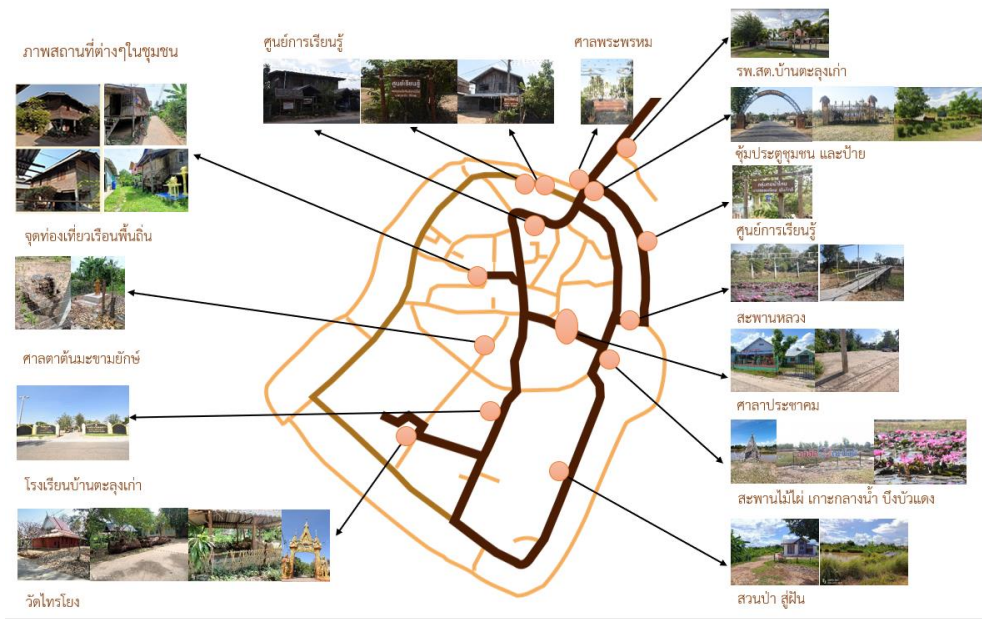 ภาพสถานที่ต่างๆในชุมชน
ศูนย์การเรียนรู้
ศาลพระพรหม
รพ.สต.บ้านตะลุงเก่า
ซุ้มประตูชุมชน และป้าย
ศูนย์การเรียนรู้
จุดท่องเที่ยวเรือนพื้นถิ่น
สะพานหลวง
ศาลตาต้นมะขามยักษ์
ศาลาประชาคม
โรงเรียนบ้านตะลุงเก่า
สะพานไม้ไผ่ เกาะกลางน้ำ บึงบัวแดง
วัดไทรโยง
สวนป่า สู่ฝัน